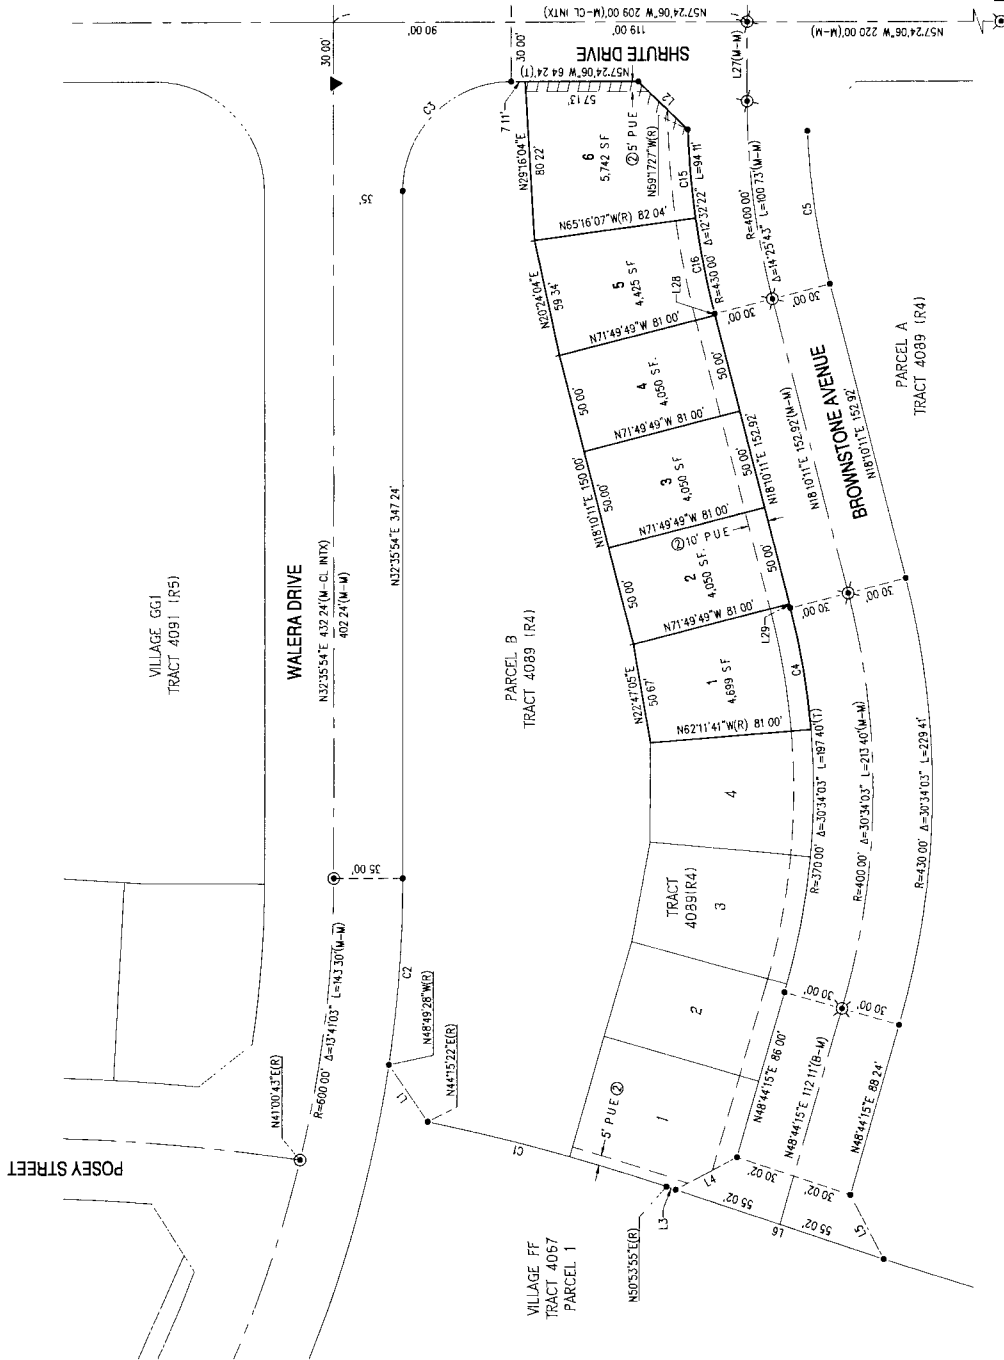 N57°24'06"W 209 00'(M-CL INTX)
N57°24'06"W 220 00'(M-M)
30 00'
90 00'
30 00'
119 00'
SHRUTE DRIVE
N57°24'06"W 64 24'(T)
L27(M-M)
7 11'
57 13'
L2
C3
35'
N29°16'04"E
80 22'
6
5,742 SF
②5' PUE
N59°17'27"W(R)
C15
Δ=12°32'22" L=94 11'
R=400 00'
Δ=14°25'43" L=100 73'(M-M)
C5
N65°16'07"W(R) 82 04'
C16
R=430 00'
N20°24'04"E
59 34'
5
4,425 SF
L28
N71°49'49"W 81 00'
30 00'
30 00'
50 00'
4
4,050 SF.
50 00'
N71°49'49"W 81 00'
PARCEL A
TRACT 4089 (R4)
N18°10'11"E 150 00'
50.00'
3
4,050 SF
50 00'
N18°10'11"E 152.92'
N18°10'11"E 152.92'(M-M)
BROWNSTONE AVENUE
N18°10'11"E 152 92'
N71°49'49"W 81 00'
②10' PUE
50 00'
2
4,050 SF.
50 00'
N71°49'49"W 81 00'
L29
30 00'
30 00'
VILLAGE GG1
TRACT 4091 (R5)
WALERA DRIVE
N32°35'54"E 432 24'(M-CL INTX)
402 24'(M-M)
N32°35'54"E 347 24'
PARCEL B
TRACT 4089 (R4)
N22°47'05"E
50 67'
1
4,699 SF
C4
N62°11'41"W(R) 81 00'
R=370 00' Δ=30°34'03" L=197 40'(T)
R=400 00' Δ=30°34'03" L=213 40'(M-M)
R=430 00' Δ=30°34'03" L=229 41'
4
TRACT
4089(R4)
3
2
1
35 00'
C2
R=600 00' Δ=13°41'03" L=143 30'(M-M)
N48°49'28"W(R)
N44°15'22"E(R)
N41°00'43"E(R)
L1
C1
5' PUE②
30 00'
30 00'
N48°44'15"E 86 00'
N48°44'15"E 112 11'(B-M)
N48°44'15"E 88 24'
POSEY STREET
N50°53'55"E(R)
L3
L4
30 02'
30 02'
55 02'
L6
55 02'
L5
VILLAGE FF
TRACT 4067
PARCEL 1